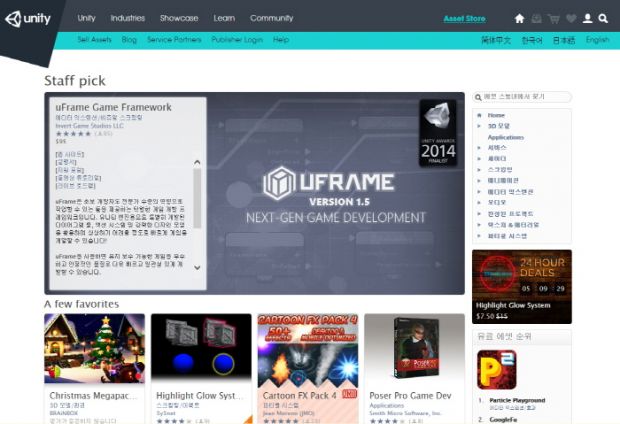 unity
Unity Industries Showcase Learn Community
Asset Store
Sell Assets Blog Service Partners Publisher Login Help
简体中文 한국어 日本語 English
Staff pick
uFrame Game Framework
에디터 익스텐션/비쥬얼 스크립팅
Invert Game Studios LLC
$95
UNITY AWARDS
2014
FINALIST
UFRAME
VERSION 1.5
NEXT-GEN GAME DEVELOPMENT
에셋 스토어에서 찾기
Home
3D 모델
Applications
서비스
셰이더
스크립팅
애니메이션
에디터 익스텐션
오디오
완성된 프로젝트
텍스쳐 & 메터리얼
파티클 시스템
24 HOUR
DEALS
05 : 09 : 29
Highlight Glow System
$7.50 $15
유료 에셋 순위
1. Particle Playground
2. GoogleFu
A few favorites
CARTOON FX PACK 4
50+
EFFECTS
Christmas Megapac...
3D 모델/환경
BRAINBOX
Highlight Glow Syst...
스크립팅/이펙트
Cartoon FX Pack 4
파티클 시스템
Jean Moreno (JMO)
Poser Pro Game Dev
Applications
Smith Micro Software, Inc.